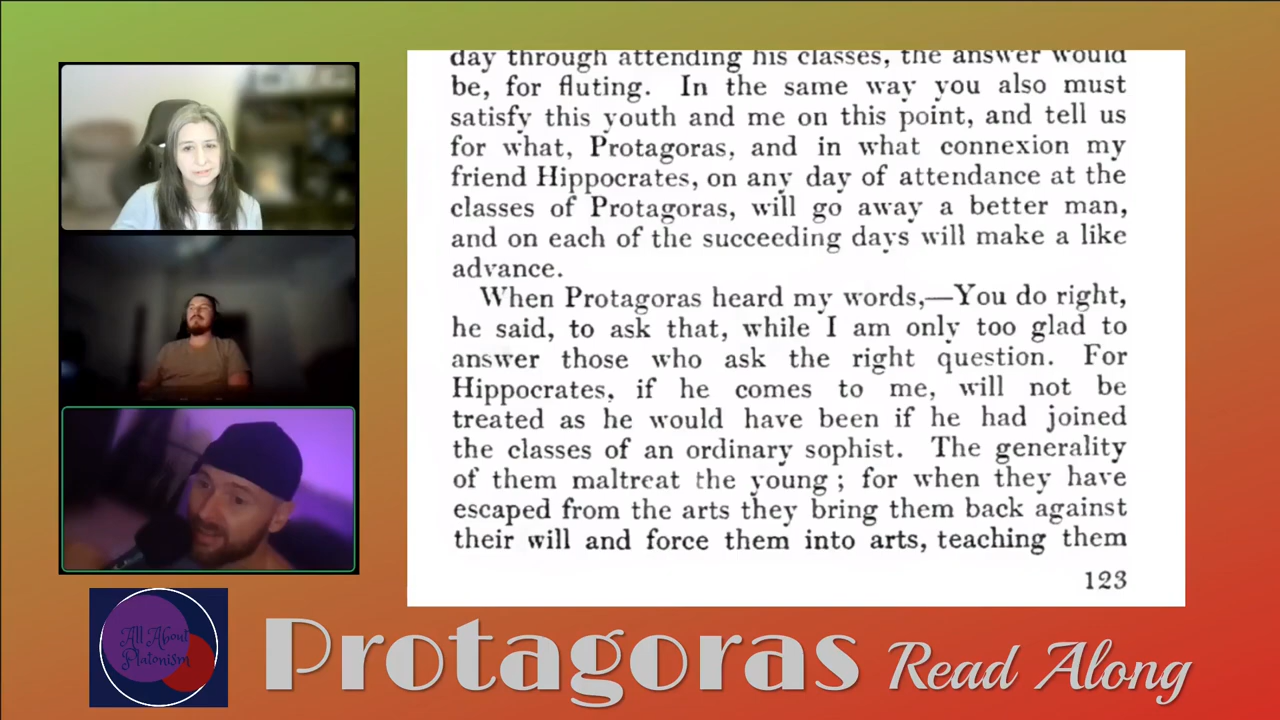 day through attending his classes, the answer would
be, for fluting. In the same way you also must
satisfy this youth and me on this point, and tell us
for what, Protagoras, and in what connexion my
friend Hippocrates, on any day of attendance at the
classes of Protagoras, will go away a better man,
and on each of the succeeding days will make a like
advance.
When Protagoras heard my words,—You do right,
he said, to ask that, while I am only too glad to
answer those who ask the right question. For
Hippocrates, if he comes to me, will not be
treated as he would have been if he had joined
the classes of an ordinary sophist. The generality
of them maltreat the young ; for when they have
escaped from the arts they bring them back against
their will and force them into arts, teaching them
123
All About
Platonism
Protagoras Read Along